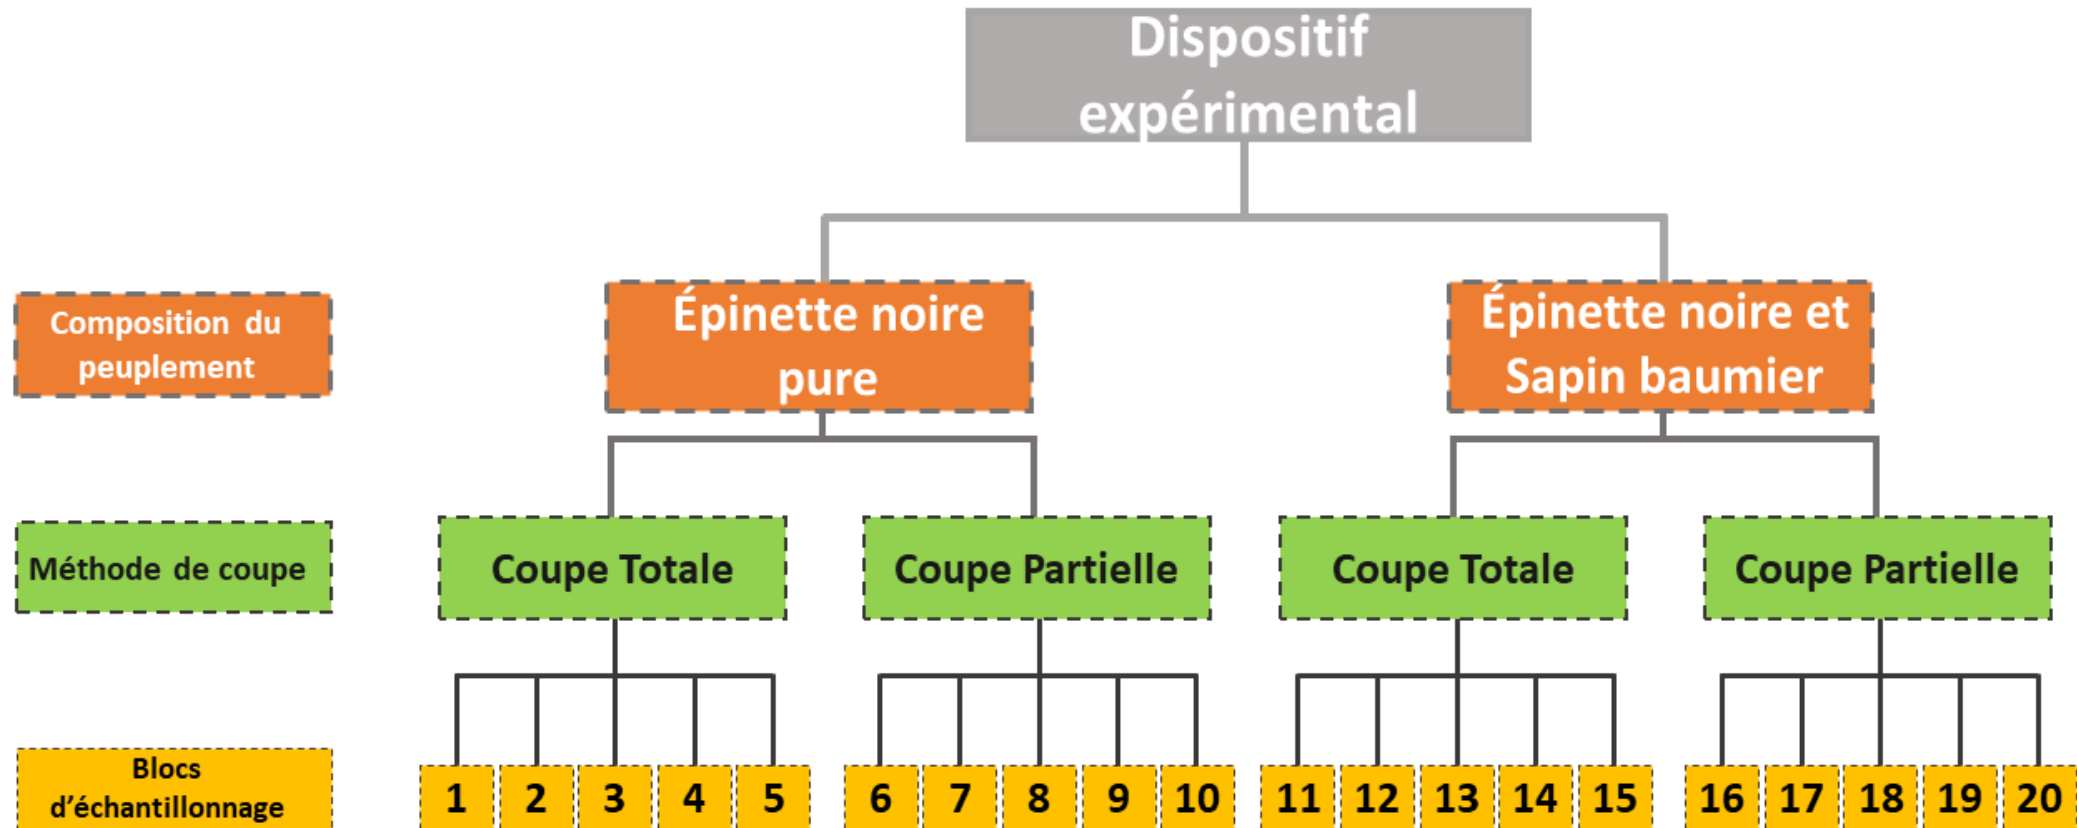 Dispositif
expérimental
Composition du
peuplement
Épinette noire
pure
Épinette noire et
Sapin baumier
Méthode de coupe
Coupe Totale
Coupe Partielle
Coupe Totale
Coupe Partielle
Blocs
d’échantillonnage
1 2 3 4 5 6 7 8 9 10 11 12 13 14 15 16 17 18 19 20